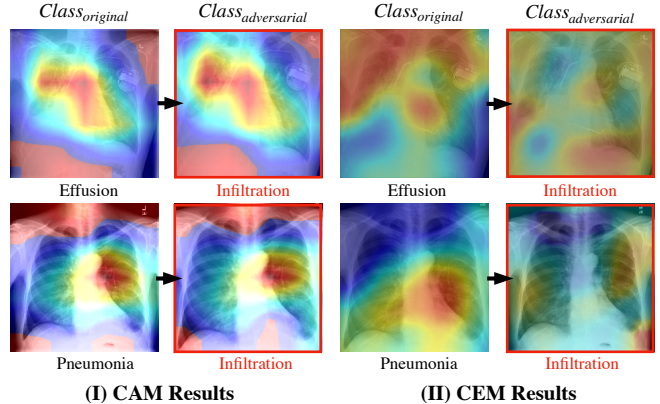 Class_original Class_adversarial Class_original Class_adversarial
Effusion Infiltration Effusion Infiltration
Pneumonia Infiltration Pneumonia Infiltration
(I) CAM Results (II) CEM Results